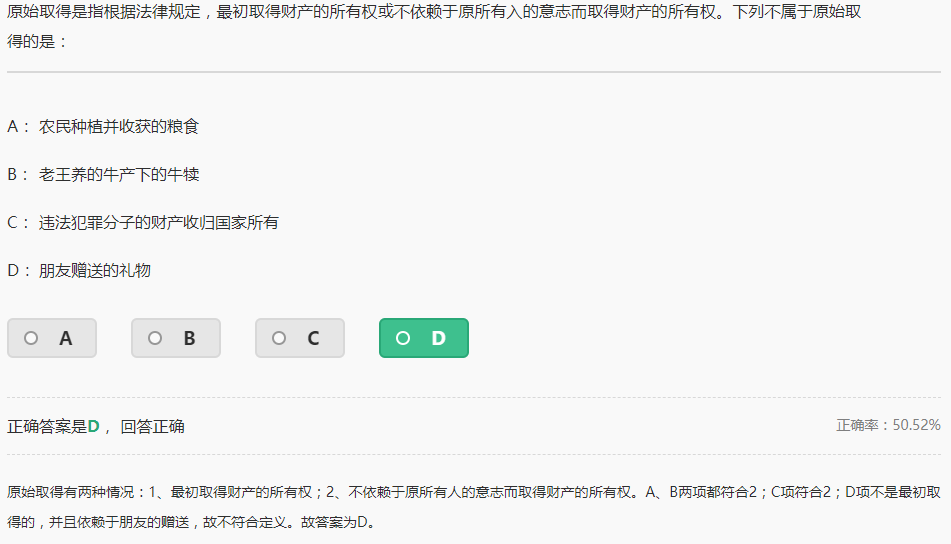 原始取得是指根据法律规定，最初取得财产的所有权或不依赖于原所有入的意志而取得财产的所有权。下列不属于原始取
得的是：
A： 农民种植并收获的粮食
B： 老王养的牛产下的牛犊
C： 违法犯罪分子的财产收归国家所有
D： 朋友赠送的礼物
A B C D
正确答案是D， 回答正确 正确率：50.52%
原始取得有两种情况：1、最初取得财产的所有权；2、不依赖于原所有人的意志而取得财产的所有权。A、B两项都符合2；C项符合2；D项不是最初取
得的，并且依赖于朋友的赠送，故不符合定义。故答案为D。